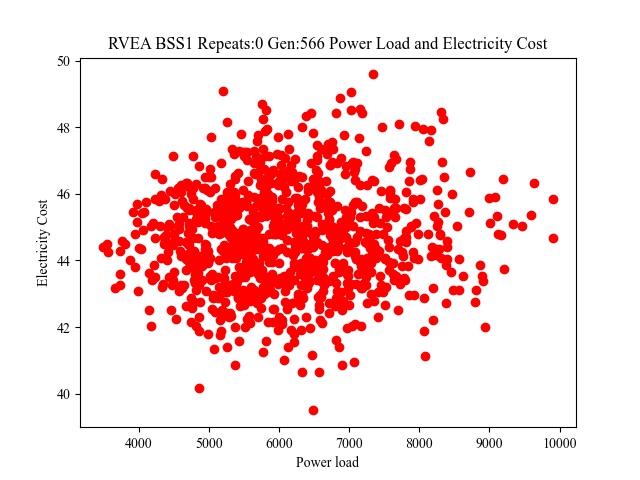 RVEA BSS1 Repeats:0 Gen:566 Power Load and Electricity Cost
50
48
46
44
42
40
Electricity Cost
4000 5000 6000 7000 8000 9000 10000
Power load